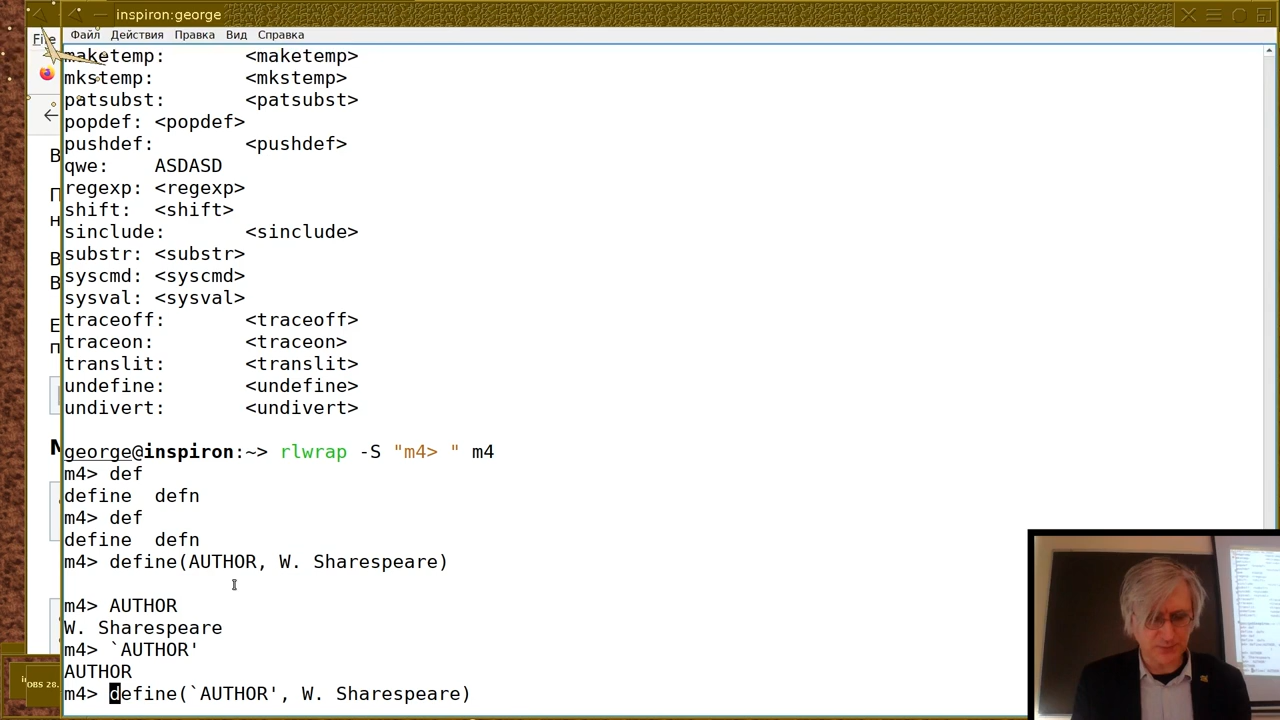 inspiron:george
File
Файл Действия Правка Вид Справка
maketemp: <maketemp>
mkstemp: <mkstemp>
patsubst: <patsubst>
popdef: <popdef>
pushdef: <pushdef>
qwe: ASDASD
regexp: <regexp>
shift: <shift>
sinclude: <sinclude>
substr: <substr>
syscmd: <syscmd>
sysval: <sysval>
traceoff: <traceoff>
traceon: <traceon>
translit: <translit>
undefine: <undefine>
undivert: <undivert>
george@inspiron:~> rlwrap -S "m4> " m4
m4> def
define defn
m4> def
define defn
m4> define(AUTHOR, W. Sharespeare)
m4> AUTHOR
W. Sharespeare
m4> `AUTHOR'
AUTHOR
m4> define(`AUTHOR', W. Sharespeare)
OBS 28.